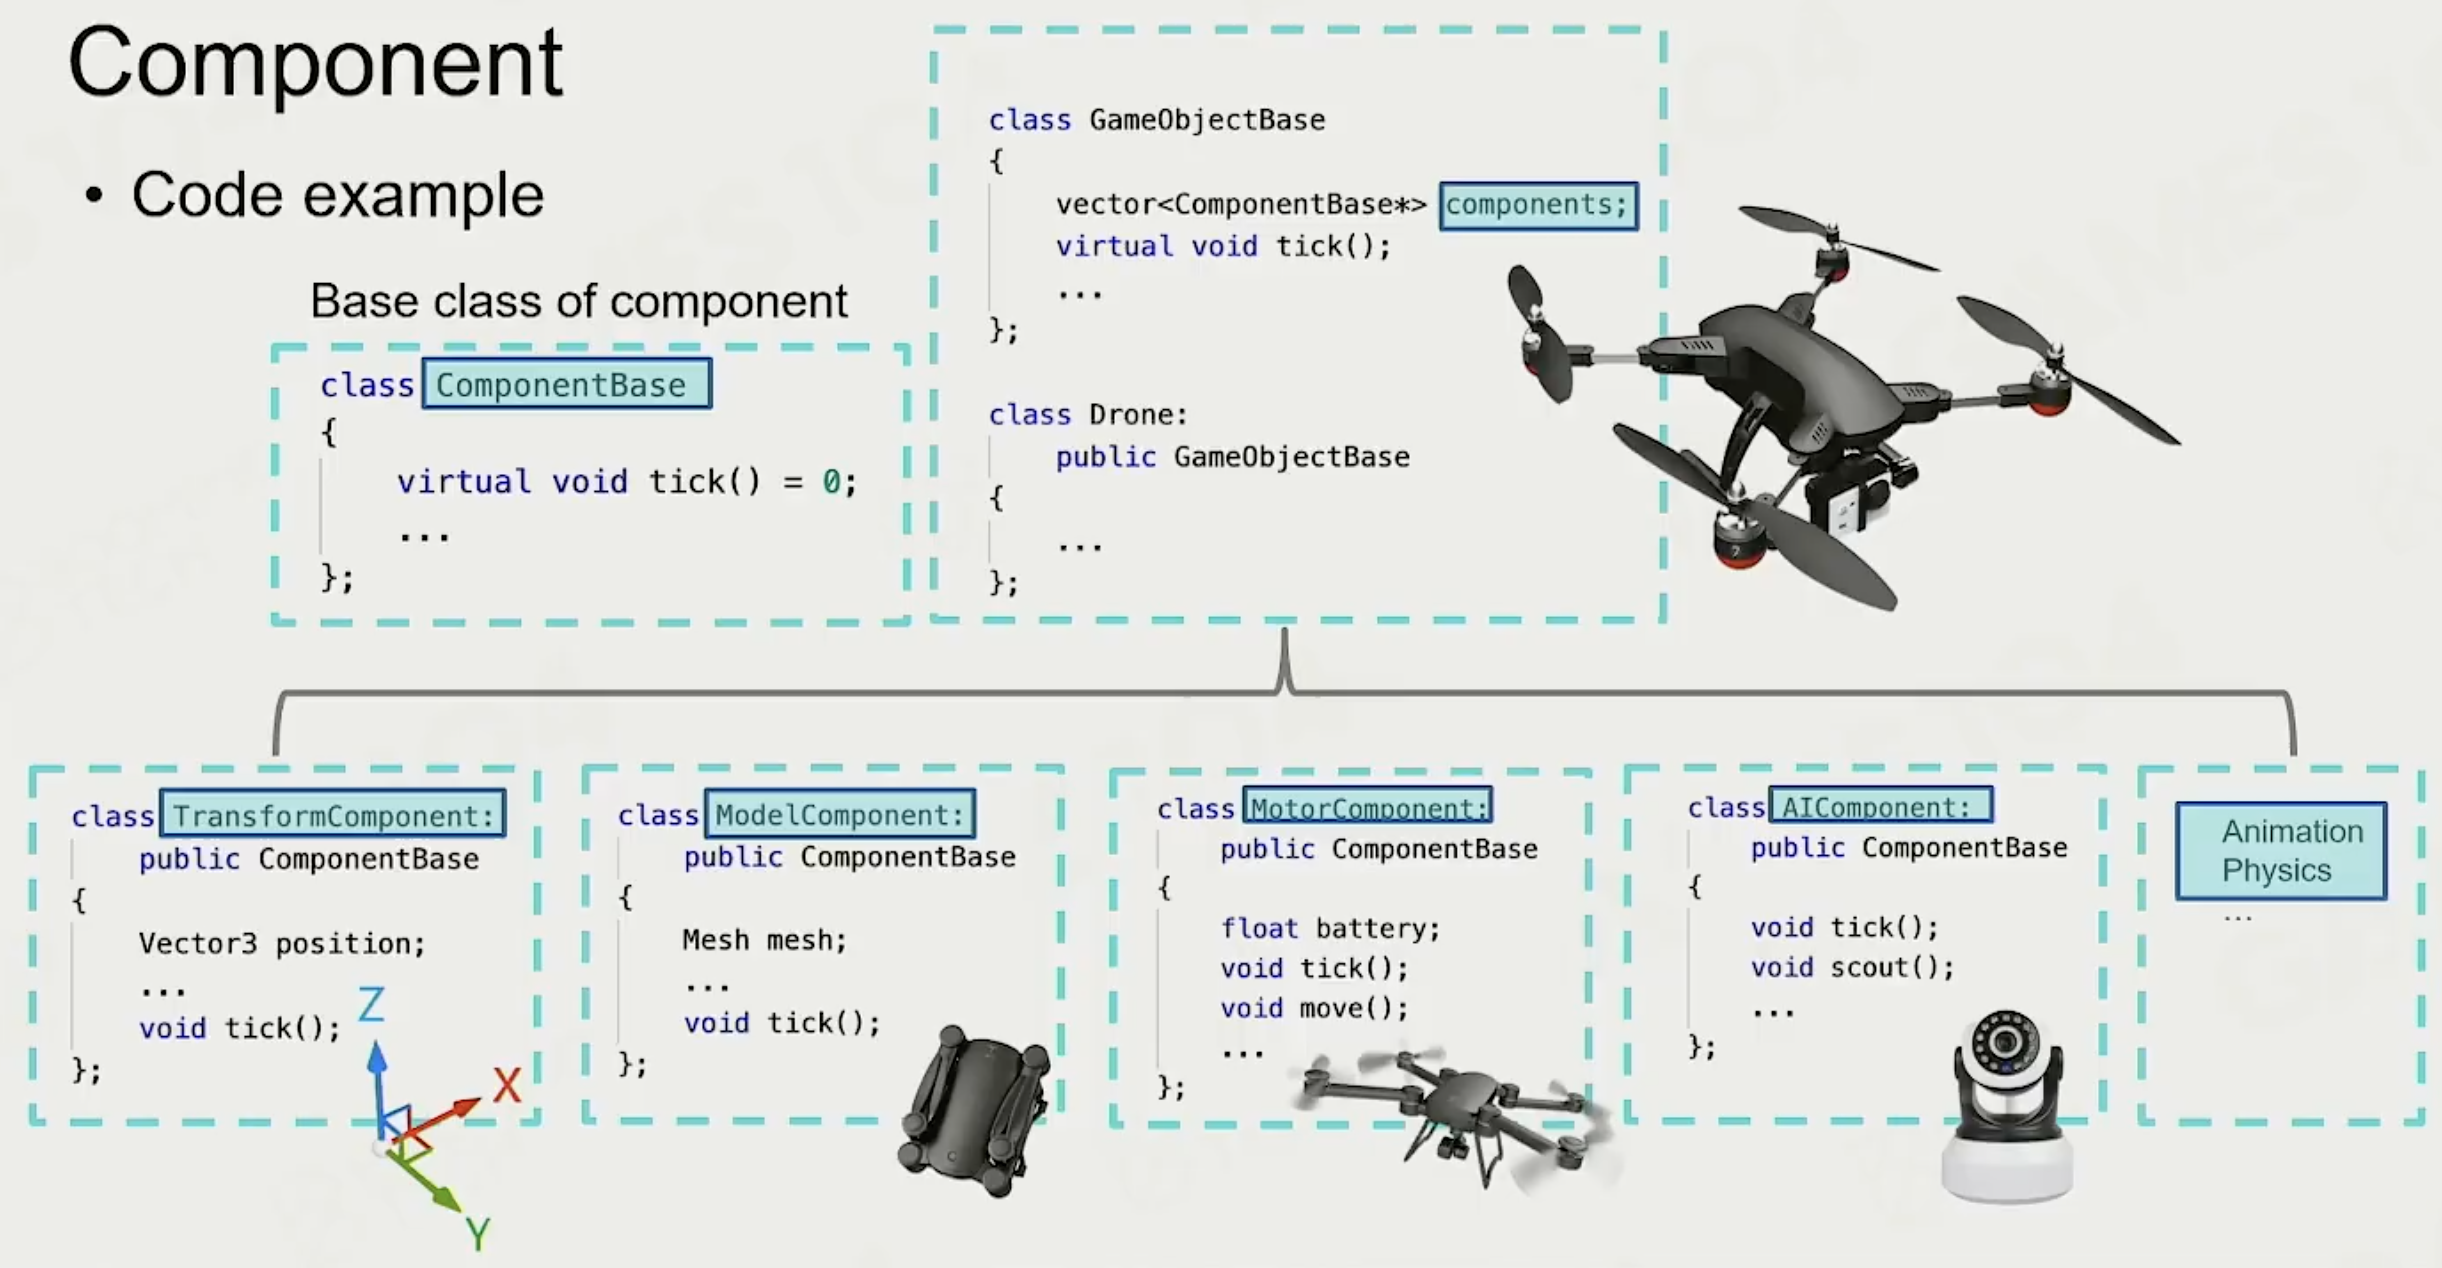 Component
• Code example
Base class of component
class ComponentBase
{
virtual void tick() = 0;
...
};
class GameObjectBase
{
vector<ComponentBase*> components;
virtual void tick();
...
};
class Drone:
public GameObjectBase
{
...
};
class TransformComponent:
public ComponentBase
{
Vector3 position;
...
void tick();
};
Z
X
Y
class ModelComponent:
public ComponentBase
{
Mesh mesh;
...
void tick();
};
class MotorComponent:
public ComponentBase
{
float battery;
void tick();
void move();
...
};
class AIComponent:
public ComponentBase
{
void tick();
void scout();
...
};
Animation
Physics
...